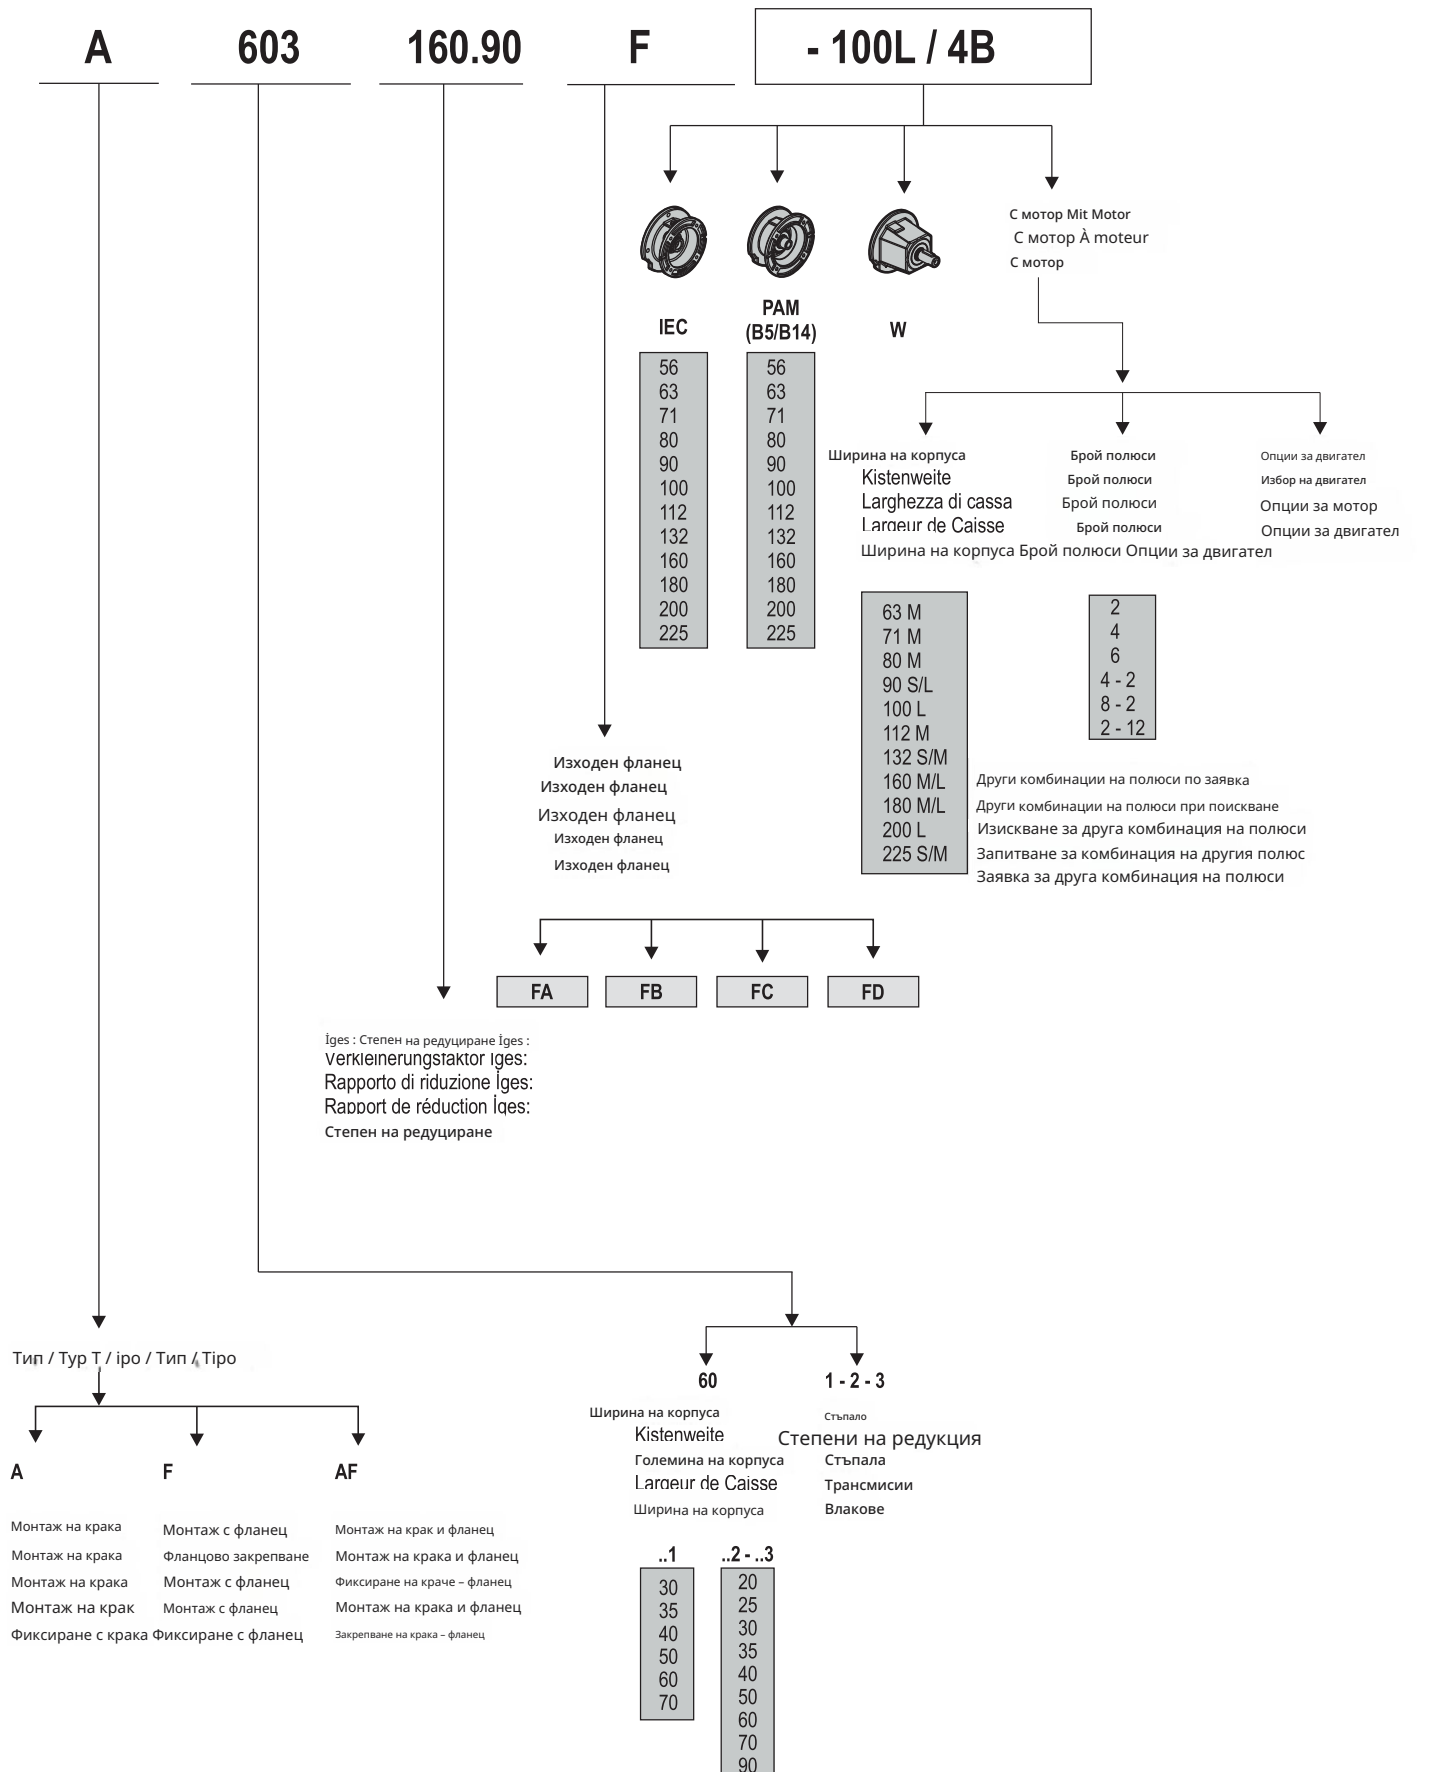 A 603 160.90 F - 100L / 4B
С мотор Mit Motor
С мотор À moteur
С мотор
IEC
PAM
(B5/B14)
W
56
63
71
80
90
100
112
132
160
180
200
225
56
63
71
80
90
100
112
132
160
180
200
225
Ширина на корпуса
Kistenweite
Larghezza di cassa
Largeur de Caisse
Брой полюси
Брой полюси
Брой полюси
Брой полюси
Опции за двигател
Избор на двигател
Опции за мотор
Опции за двигател
Ширина на корпуса Брой полюси Опции за двигател
63 M
71 M
80 M
90 S/L
100 L
112 M
132 S/M
160 M/L
180 M/L
200 L
225 S/M
2
4
6
4 - 2
8 - 2
2 - 12
Други комбинации на полюси по заявка
Други комбинации на полюси при поискване
Изискване за друга комбинация на полюси
Запитване за комбинация на другия полюс
Заявка за друга комбинация на полюси
Изходен фланец
Изходен фланец
Изходен фланец
Изходен фланец
Изходен фланец
FA FB FC FD
İges : Степен на редуциране İges :
Verkleinerungsfaktor İges:
Rapporto di riduzione İges:
Rapport de réduction İges:
Степен на редуциране
Тип / Typ T / ipo / Тип / Tipo
A
F
AF
Монтаж на крака
Монтаж на крака
Монтаж на крака
Монтаж на крак
Монтаж с фланец
Фланцово закрепване
Монтаж с фланец
Монтаж с фланец
Фиксиране с крака Фиксиране с фланец
Монтаж на крак и фланец
Монтаж на крака и фланец
Фиксиране на краче – фланец
Монтаж на крака и фланец
Закрепване на крака – фланец
60
Ширина на корпуса
Kistenweite
Големина на корпуса
Largeur de Caisse
Ширина на корпуса
1 - 2 - 3
Стъпало
Степени на редукция
Стъпала
Трансмисии
Влакове
..1
30
35
40
50
60
70
..2 - ..3
20
25
30
35
40
50
60
70
90